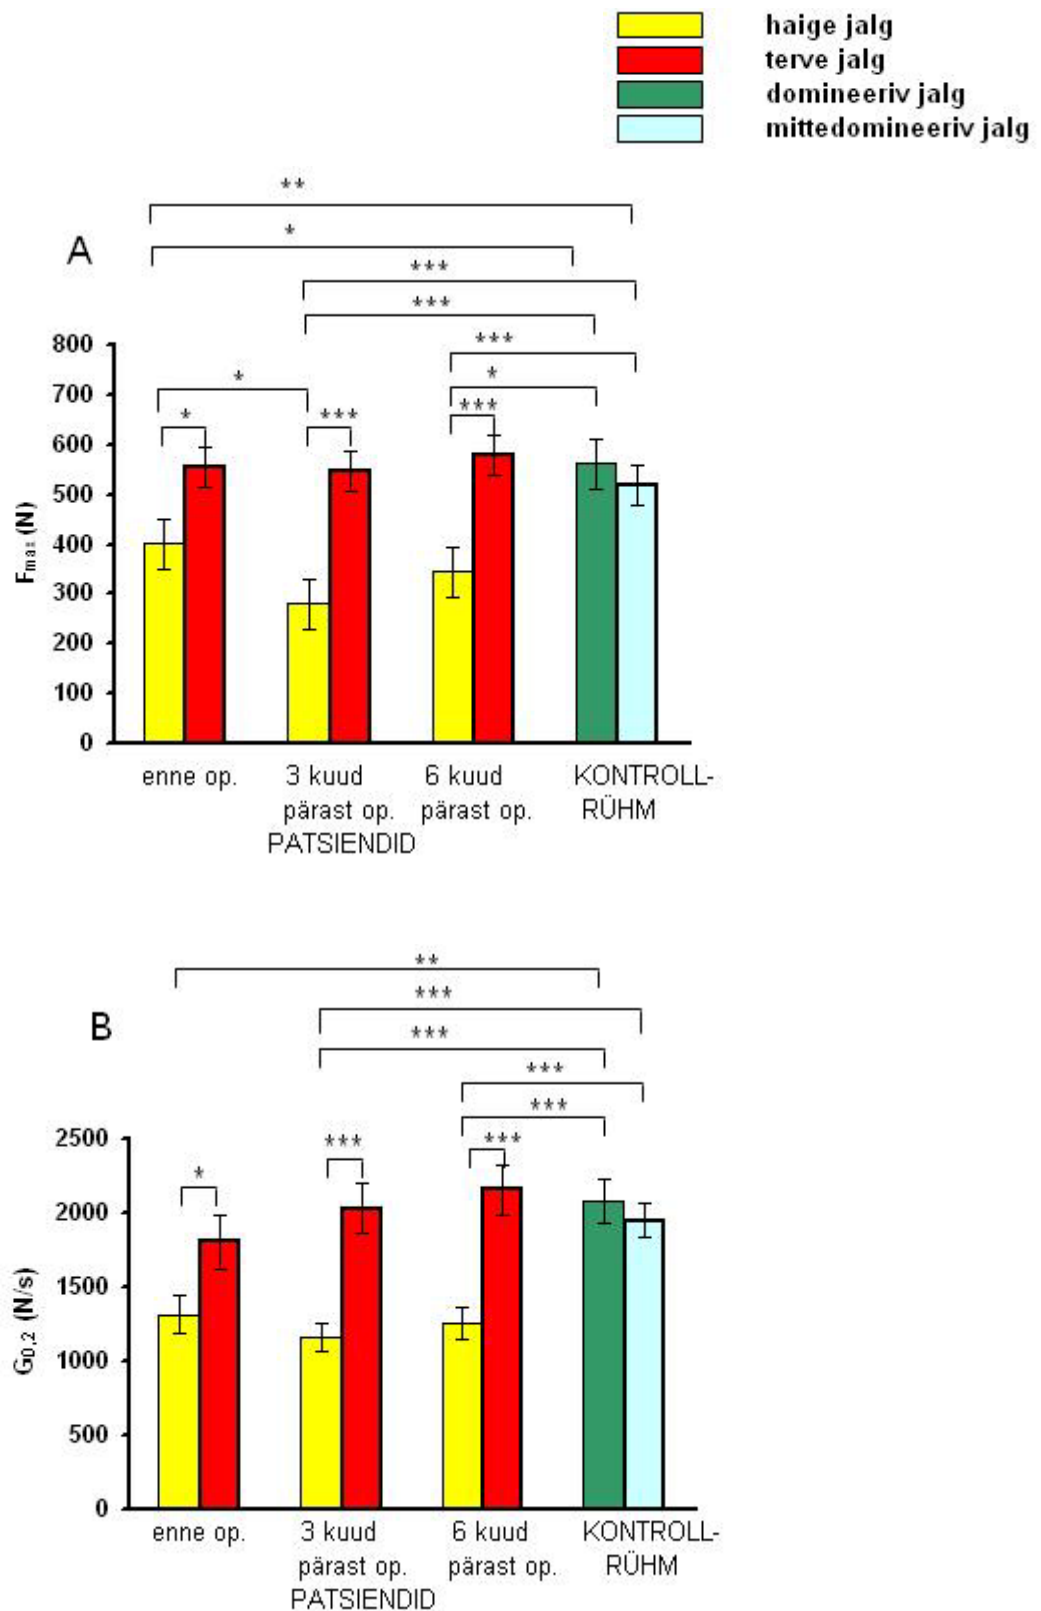 haige jalg
terve jalg
domineeriv jalg
mittedomineeriv jalg
**
A
*
***
***
***
*
*
*
***
***
800
700
600
500
400
300
200
100
0
Fmax (N)
enne op. 3 kuud 6 kuud KONTROLL-
pärast op. pärast op. RÜHM
PATSIENDID
**
***
B
***
***
***
*
***
***
2500
2000
1500
1000
500
0
G0,2 (N/s)
enne op. 3 kuud 6 kuud KONTROLL-
pärast op. pärast op. RÜHM
PATSIENDID